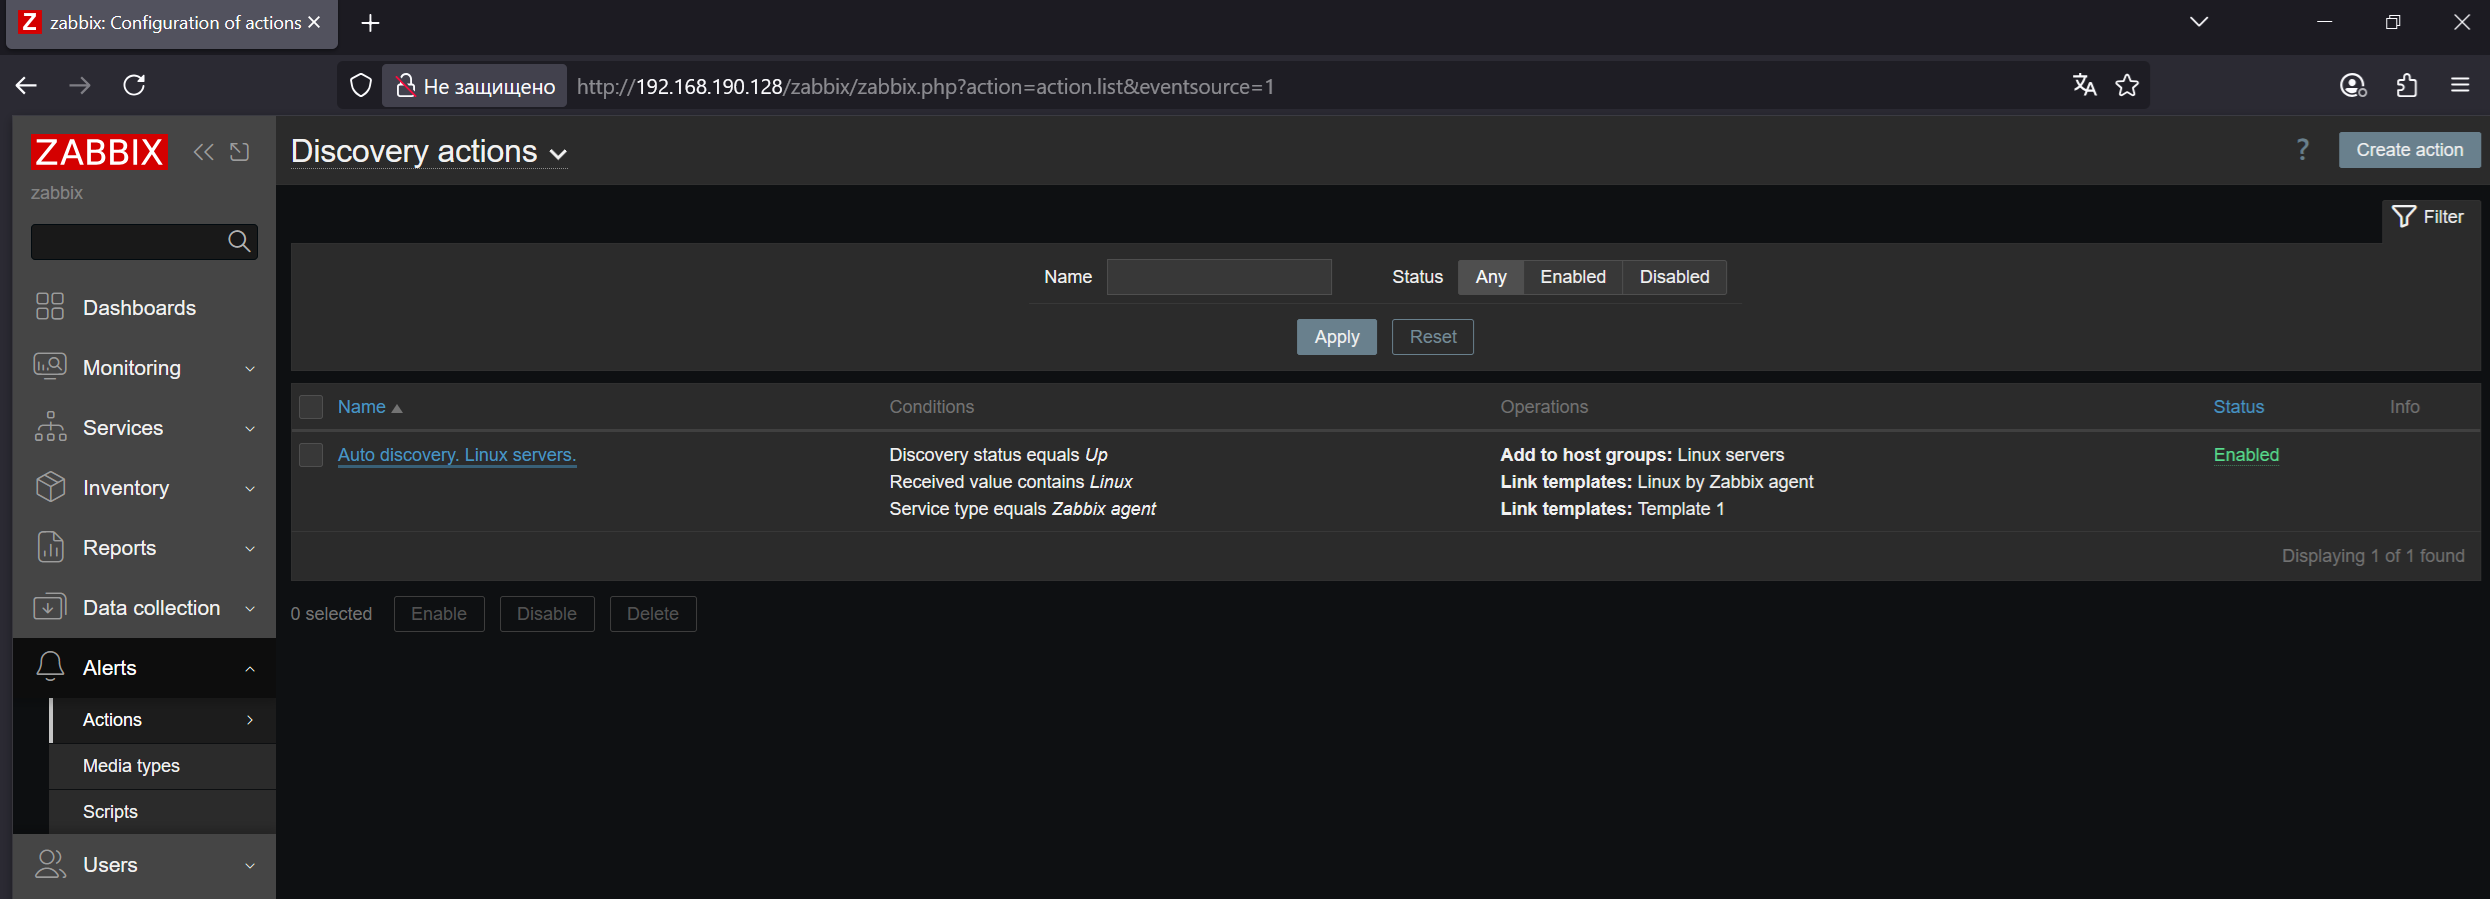 zabbix: Configuration of actions
Не защищено
http://192.168.190.128/zabbix/zabbix.php?action=action.list&eventsource=1
ZABBIX
zabbix
Discovery actions
?
Create action
Filter
Name
Status Any Enabled Disabled
Apply Reset
Dashboards
Monitoring
Services
Inventory
Reports
Data collection
Alerts
Actions
Media types
Scripts
Users
Name Conditions Operations Status Info
Auto discovery. Linux servers.
Discovery status equals Up
Received value contains Linux
Service type equals Zabbix agent
Add to host groups: Linux servers
Link templates: Linux by Zabbix agent
Link templates: Template 1
Enabled
Displaying 1 of 1 found
0 selected Enable Disable Delete